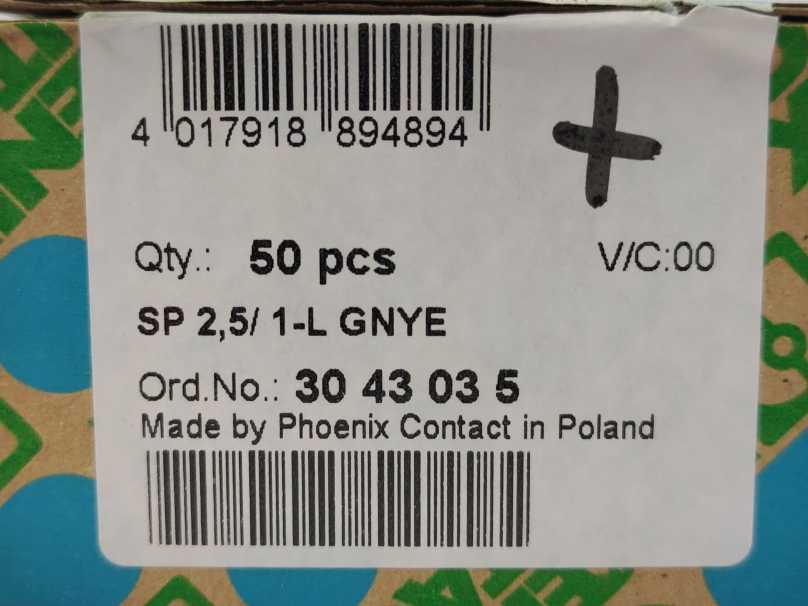 4 017918 894894
Qty.: 50 pcs V/C:00
SP 2,5/ 1-L GNYE
Ord.No.: 30 43 03 5
Made by Phoenix Contact in Poland